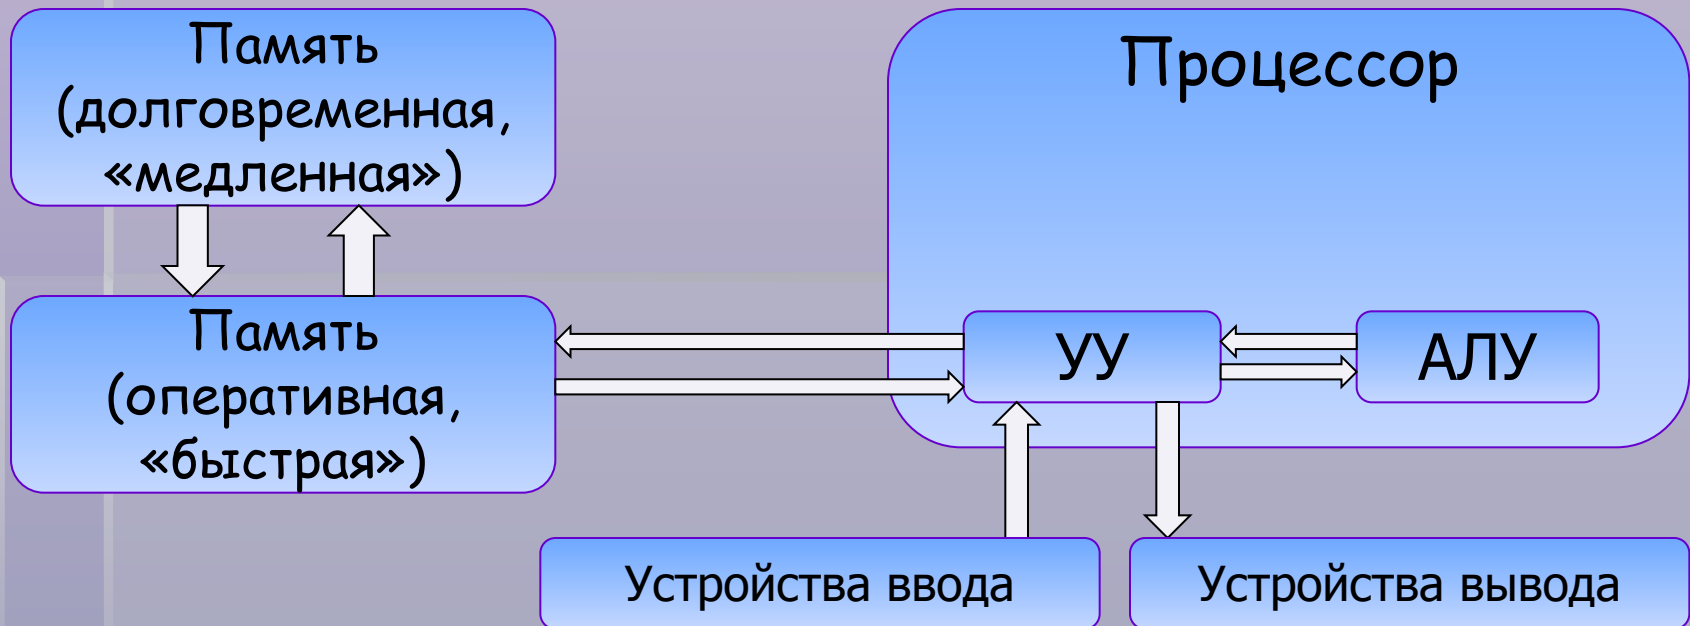 Память
(долговременная,
«медленная»)
Процессор
Память
(оперативная,
«быстрая»)
УУ
АЛУ
Устройства ввода
Устройства вывода